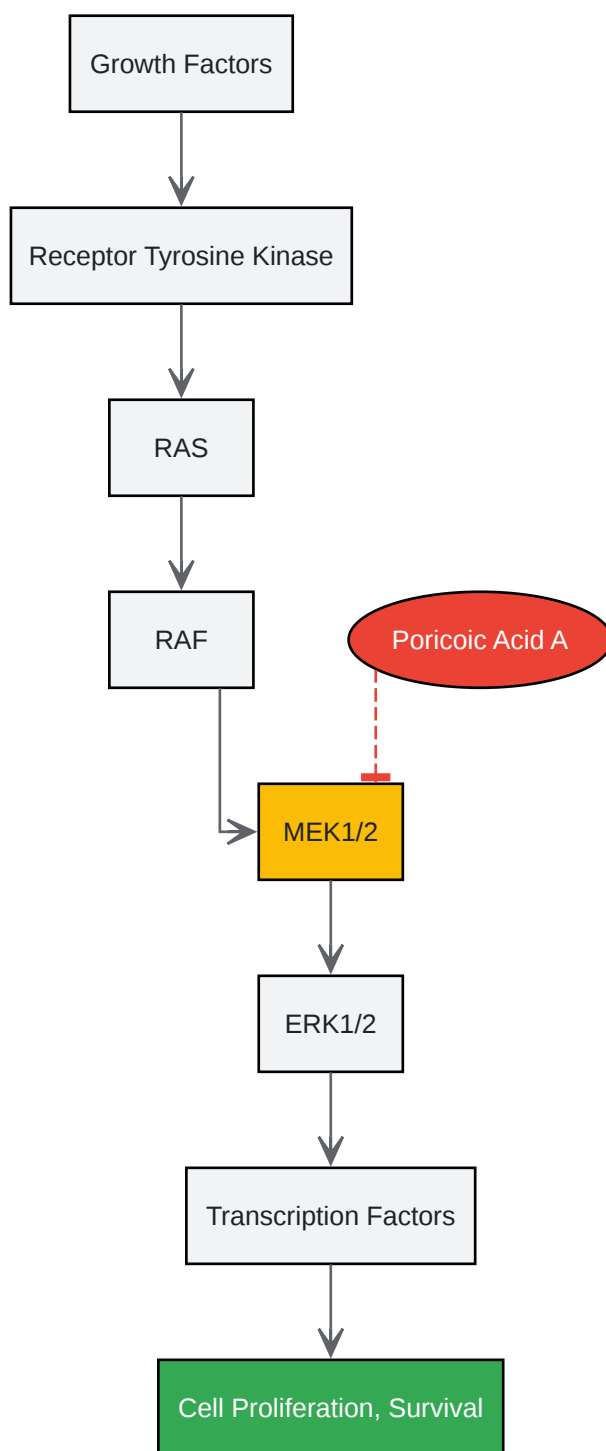 Growth Factors
Receptor Tyrosine Kinase
RAS
RAF
Poricoic Acid A
MEK1/2
ERK1/2
Transcription Factors
Cell Proliferation, Survival